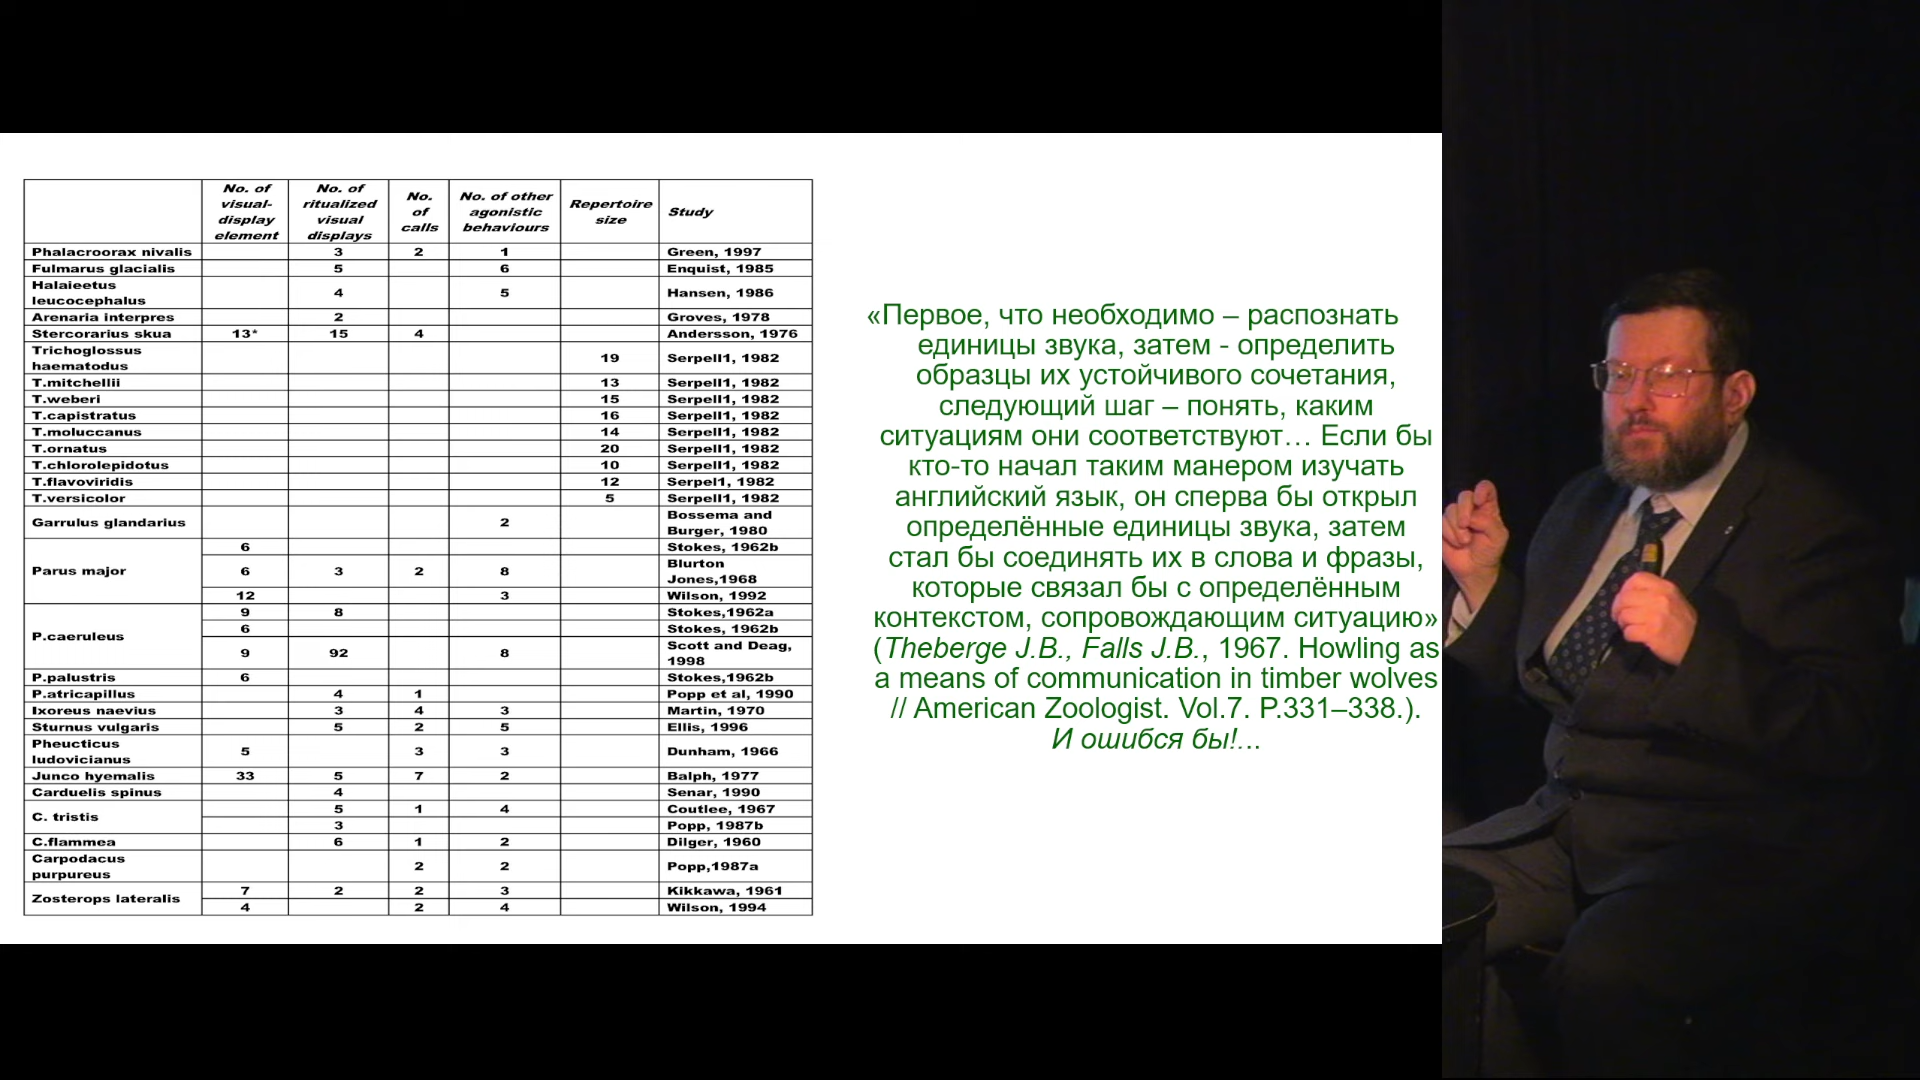 No. of visual-display element | No. of ritualized visual displays | No. of calls | No. of other agonistic behaviours | Repertoire size | Study
Phalacroorax nivalis | 3 | 2 | 1 | Green, 1997
Fulmarus glacialis | 5 | 6 | Enquist, 1985
Halaieetus leucocephalus | 4 | 5 | Hansen, 1986
Arenaria interpres | 2 | Groves, 1978
Stercorarius skua | 13* | 15 | 4 | Andersson, 1976
Trichoglossus haematodus | 19 | Serpell1, 1982
T.mitchellii | 13 | Serpell1, 1982
T.weberi | 15 | Serpell1, 1982
T.capistratus | 16 | Serpell1, 1982
T.moluccanus | 14 | Serpell1, 1982
T.ornatus | 20 | Serpell1, 1982
T.chlorolepidotus | 10 | Serpell1, 1982
T.flavoviridis | 12 | Serpel1, 1982
T.versicolor | 5 | Serpell1, 1982
Garrulus glandarius | 2 | Bossema and Burger, 1980
Parus major | 6 | Stokes, 1962b
6 | 3 | 2 | 8 | Blurton Jones,1968
12 | 3 | Wilson, 1992
P.caeruleus | 9 | 8 | Stokes,1962a
6 | Stokes, 1962b
9 | 92 | 8 | Scott and Deag, 1998
P.palustris | 6 | Stokes,1962b
P.atricapillus | 4 | 1 | Popp et al, 1990
Ixoreus naevius | 3 | 4 | 3 | Martin, 1970
Sturnus vulgaris | 5 | 2 | 5 | Ellis, 1996
Pheucticus ludovicianus | 5 | 3 | 3 | Dunham, 1966
Junco hyemalis | 33 | 5 | 7 | 2 | Balph, 1977
Carduelis spinus | 4 | Senar, 1990
C. tristis | 5 | 1 | 4 | Coutlee, 1967
3 | Popp, 1987b
C.flammea | 6 | 1 | 2 | Dilger, 1960
Carpodacus purpureus | 2 | 2 | Popp,1987a
Zosterops lateralis | 7 | 2 | 2 | 3 | Kikkawa, 1961
4 | 2 | 4 | Wilson, 1994
«Первое, что необходимо – распознать
единицы звука, затем - определить
образцы их устойчивого сочетания,
следующий шаг – понять, каким
ситуациям они соответствуют… Если бы
кто-то начал таким манером изучать
английский язык, он сперва бы открыл
определённые единицы звука, затем
стал бы соединять их в слова и фразы,
которые связал бы с определённым
контекстом, сопровождающим ситуацию»
(Theberge J.B., Falls J.B., 1967. Howling as
a means of communication in timber wolves
// American Zoologist. Vol.7. P.331–338.).
И ошибся бы!...